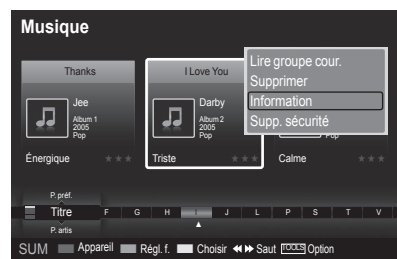 Musique
Lire groupe cour.
Supprimer
Information
Supp. sécurité
Thanks
I Love You
Jee
Album 1
2005
Pop
Darby
Album 2
2005
Pop
Pop
Énergique
Triste
Calme
P. préf.
Titre F G H I J L P S T V
P. artis
SUM Appareil Régl. f. Choisir Saut TOOLS Option